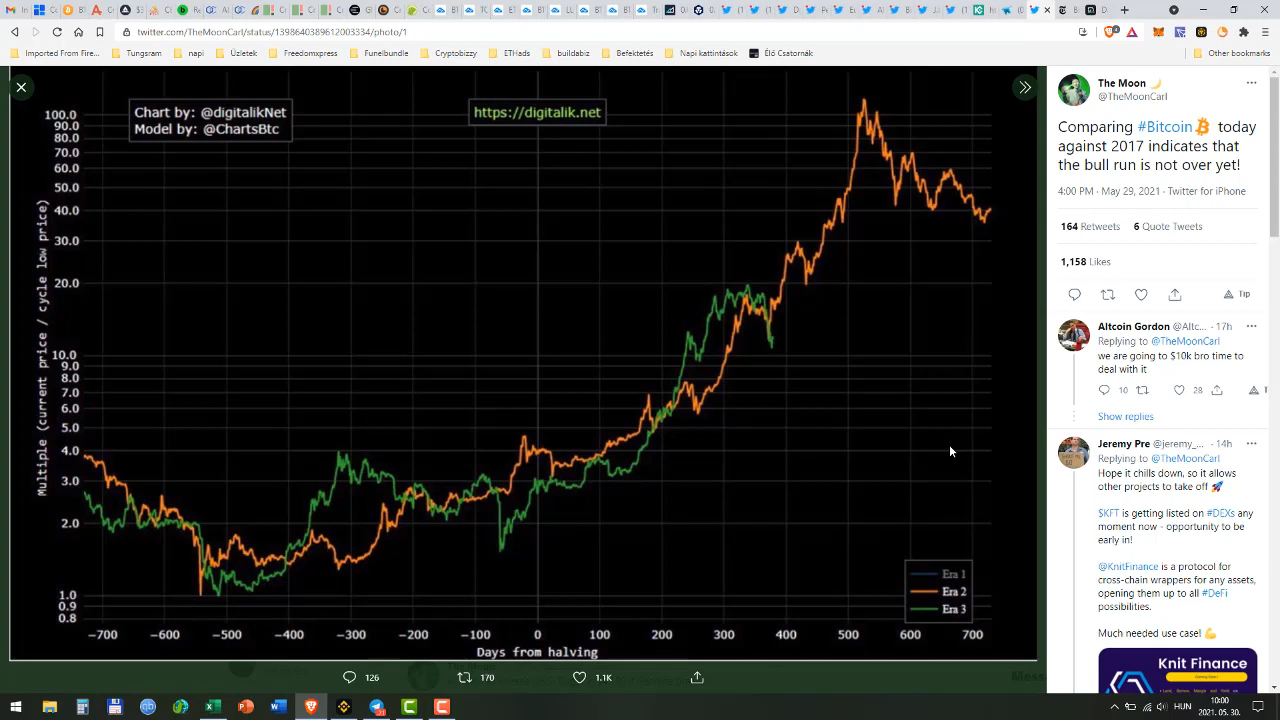 twitter.com/TheMoonCarl/status/1398640389612003334/photo/1
Imported From Fire...
Tungsram
napi
Üzletek
Freedomxpress
Funelbundle
Cryptobizzy
ETHads
buildabiz
Befektetés
Napi kattintások
Élő Csatornák
Other bookmarks
Chart by: @digitalikNet
Model by: @ChartsBtc
https://digitalik.net
Multiple (current price / cycle low price)
100.0
90.0
80.0
70.0
60.0
50.0
40.0
30.0
20.0
10.0
9.0
8.0
7.0
6.0
5.0
4.0
3.0
2.0
1.0
0.9
0.8
−700 −600 −500 −400 −300 −200 −100 0 100 200 300 400 500 600 700
Days from halving
Era 1
Era 2
Era 3
126 170 1.1K
The Moon
@TheMoonCarl
Comparing #Bitcoin today
against 2017 indicates that
the bull run is not over yet!
4:00 PM · May 29, 2021 · Twitter for iPhone
164 Retweets 6 Quote Tweets
1,158 Likes
Tip
Altcoin Gordon @Altc... · 17h
Replying to @TheMoonCarl
we are going to $10k bro time to
deal with it
10 28
Show replies
Jeremy Pre @jeremy_... · 14h
Replying to @TheMoonCarl
Hope it chills down, so it allows
other projects to take off
$KFT is getting listed on #DEXs any
moment now - opportunity to be
early in!
@KnitFinance is a protocol for
cross-chain wrappers for any assets,
opening them up to all #DeFi
possibilities.
Much needed use case!
Knit Finance
HUN
10:00
2021. 05. 30.